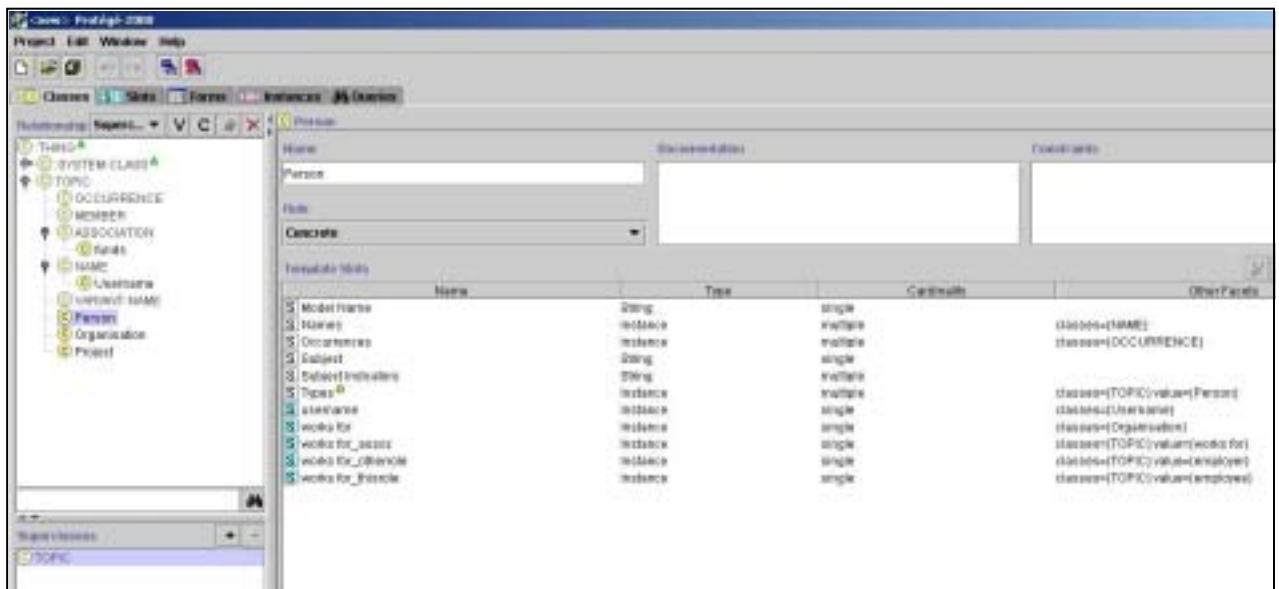 <new> Protégé-2000
Project Edit Window Help
Classes Slots Forms Instances Queries
Relationship Superc... V C X
THING A
SYSTEM-CLASS A
TOPIC
OCCURRENCE
MEMBER
ASSOCIATION
funds
NAME
Username
VARIANT-NAME
Person
Organisation
Project
Superclasses + -
TOPIC
Person
Name Documentation Constraints
Person
Role
Concrete
Template Slots
Name Type Cardinality Other Facets
S Model Name String single
S Names Instance multiple classes={NAME}
S Occurrences Instance multiple classes={OCCURRENCE}
S Subject String single
S Subject Indicators String multiple
S Types Instance multiple classes={TOPIC} value={Person}
S username Instance single classes={Username}
S works for Instance single classes={Organisation}
S works for_assoc Instance single classes={TOPIC} value={works for}
S works for_otherrole Instance single classes={TOPIC} value={employer}
S works for_thisrole Instance single classes={TOPIC} value={employee}